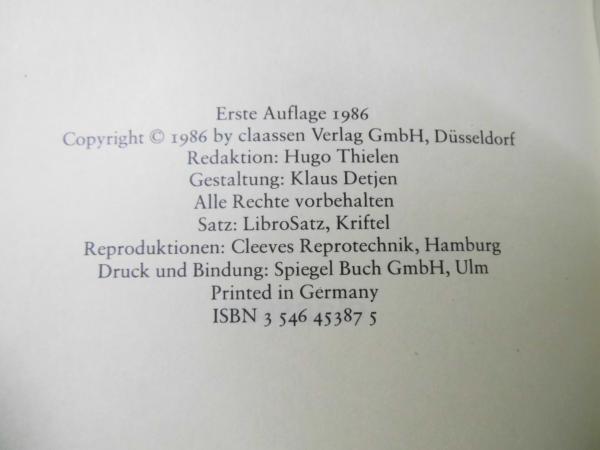 Erste Auflage 1986
Copyright © 1986 by claassen Verlag GmbH, Düsseldorf
Redaktion: Hugo Thielen
Gestaltung: Klaus Detjen
Alle Rechte vorbehalten
Satz: LibroSatz, Kriftel
Reproduktionen: Cleeves Reprotechnik, Hamburg
Druck und Bindung: Spiegel Buch GmbH, Ulm
Printed in Germany
ISBN 3 546 45387 5